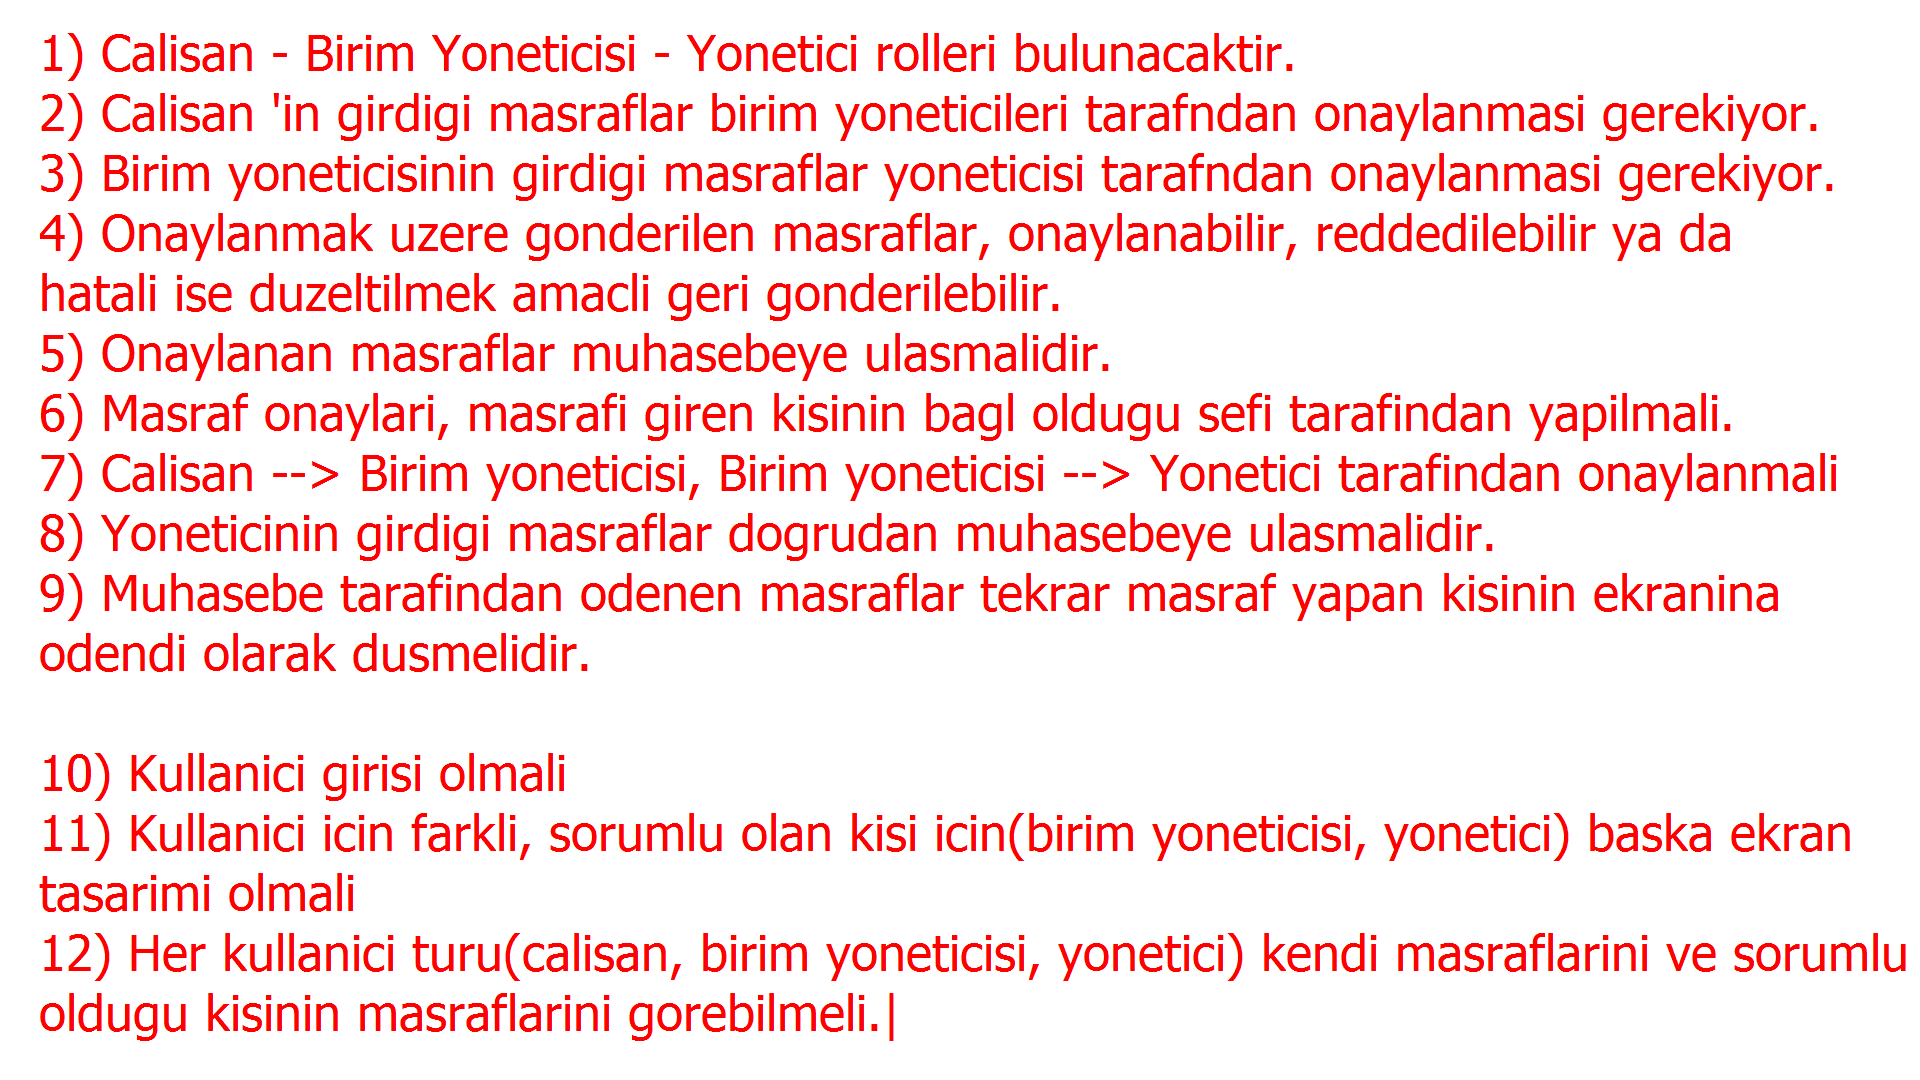 1) Calisan - Birim Yoneticisi - Yonetici rolleri bulunacaktir.
2) Calisan 'in girdigi masraflar birim yoneticileri tarafndan onaylanmasi gerekiyor.
3) Birim yoneticisinin girdigi masraflar yoneticisi tarafndan onaylanmasi gerekiyor.
4) Onaylanmak uzere gonderilen masraflar, onaylanabilir, reddedilebilir ya da
hatali ise duzeltilmek amacli geri gonderilebilir.
5) Onaylanan masraflar muhasebeye ulasmalidir.
6) Masraf onaylari, masrafi giren kisinin bagl oldugu sefi tarafindan yapilmali.
7) Calisan --> Birim yoneticisi, Birim yoneticisi --> Yonetici tarafindan onaylanmali
8) Yoneticinin girdigi masraflar dogrudan muhasebeye ulasmalidir.
9) Muhasebe tarafindan odenen masraflar tekrar masraf yapan kisinin ekranina
odendi olarak dusmelidir.
10) Kullanici girisi olmali
11) Kullanici icin farkli, sorumlu olan kisi icin(birim yoneticisi, yonetici) baska ekran
tasarimi olmali
12) Her kullanici turu(calisan, birim yoneticisi, yonetici) kendi masraflarini ve sorumlu
oldugu kisinin masraflarini gorebilmeli.